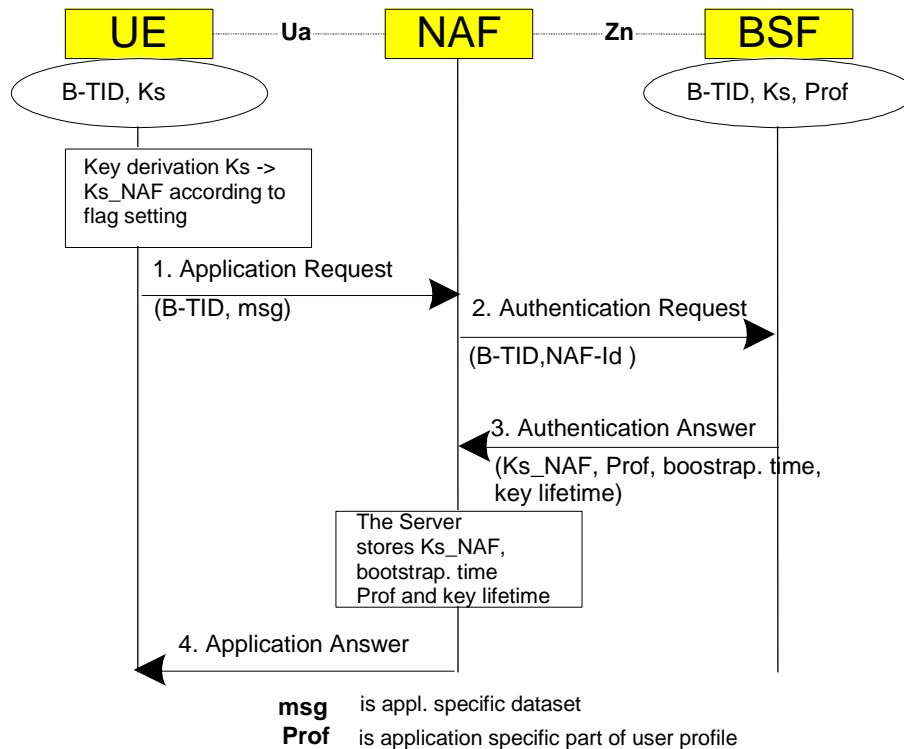 UE
Ua
NAF
Zn
BSF
B-TID, Ks
B-TID, Ks, Prof
Key derivation Ks ->
Ks_NAF according to
flag setting
1. Application Request
(B-TID, msg)
2. Authentication Request
(B-TID,NAF-Id )
3. Authentication Answer
(Ks_NAF, Prof, boostrap. time,
key lifetime)
The Server
stores Ks_NAF,
bootstrap. time
Prof and key lifetime
4. Application Answer
msg is appl. specific dataset
Prof is application specific part of user profile